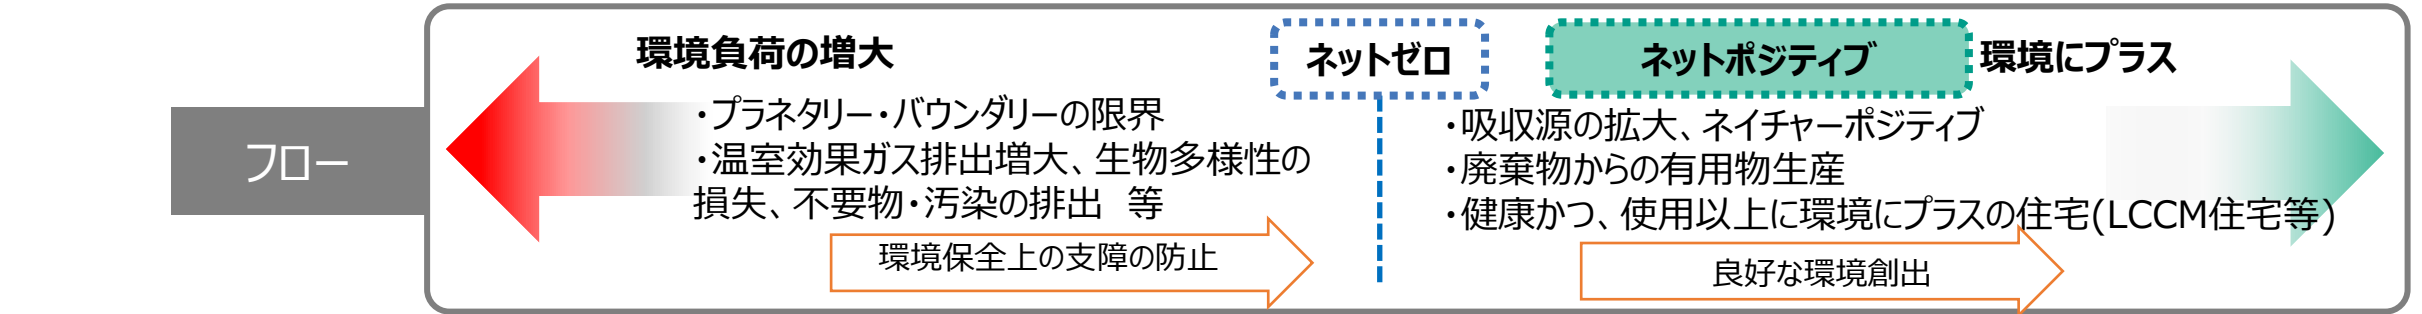 フロー
環境負荷の増大
・プラネタリー・バウンダリーの限界
・温室効果ガス排出増大、生物多様性の
損失、不要物・汚染の排出　等
環境保全上の支障の防止
ネットゼロ
ネットポジティブ
環境にプラス
・吸収源の拡大、ネイチャーポジティブ
・廃棄物からの有用物生産
・健康かつ、使用以上に環境にプラスの住宅(LCCM住宅等)
良好な環境創出